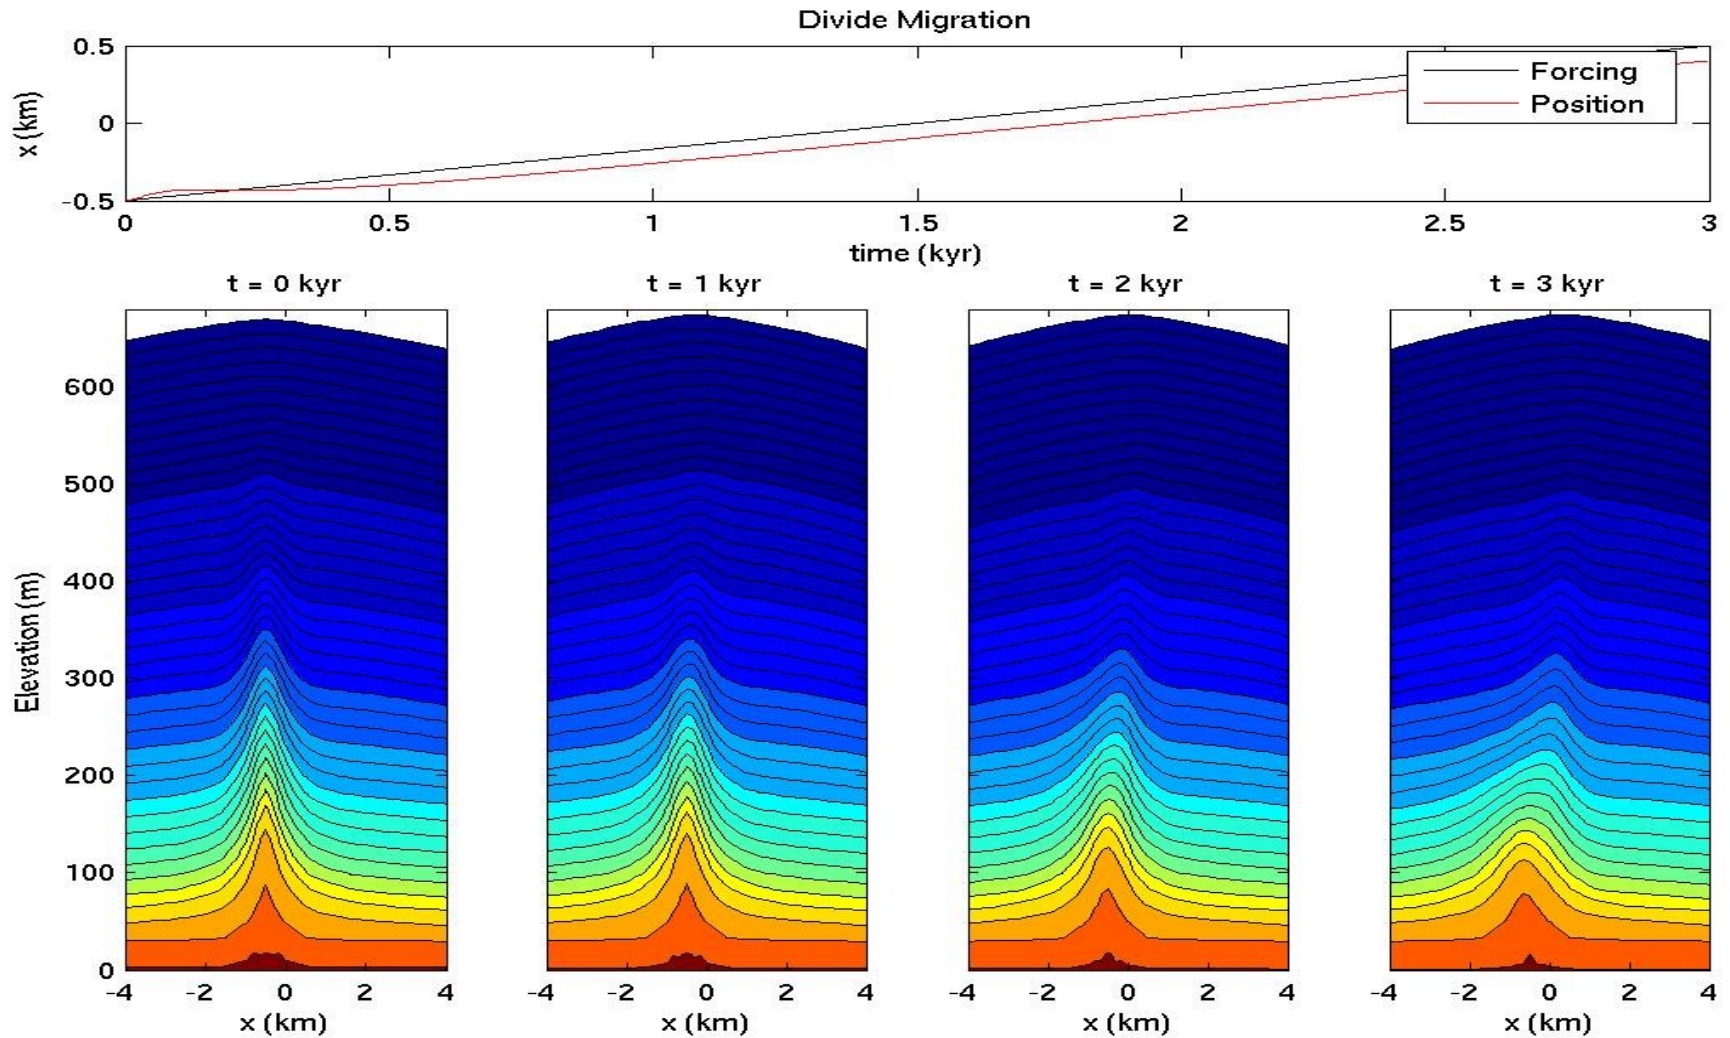 Divide Migration
0.5
0
-0.5
x (km)
0 0.5 1 1.5 2 2.5 3
time (kyr)
Forcing
Position
t = 0 kyr t = 1 kyr t = 2 kyr t = 3 kyr
Elevation (m)
600
500
400
300
200
100
0
-4 -2 0 2 4 -4 -2 0 2 4 -4 -2 0 2 4 -4 -2 0 2 4
x (km) x (km) x (km) x (km)